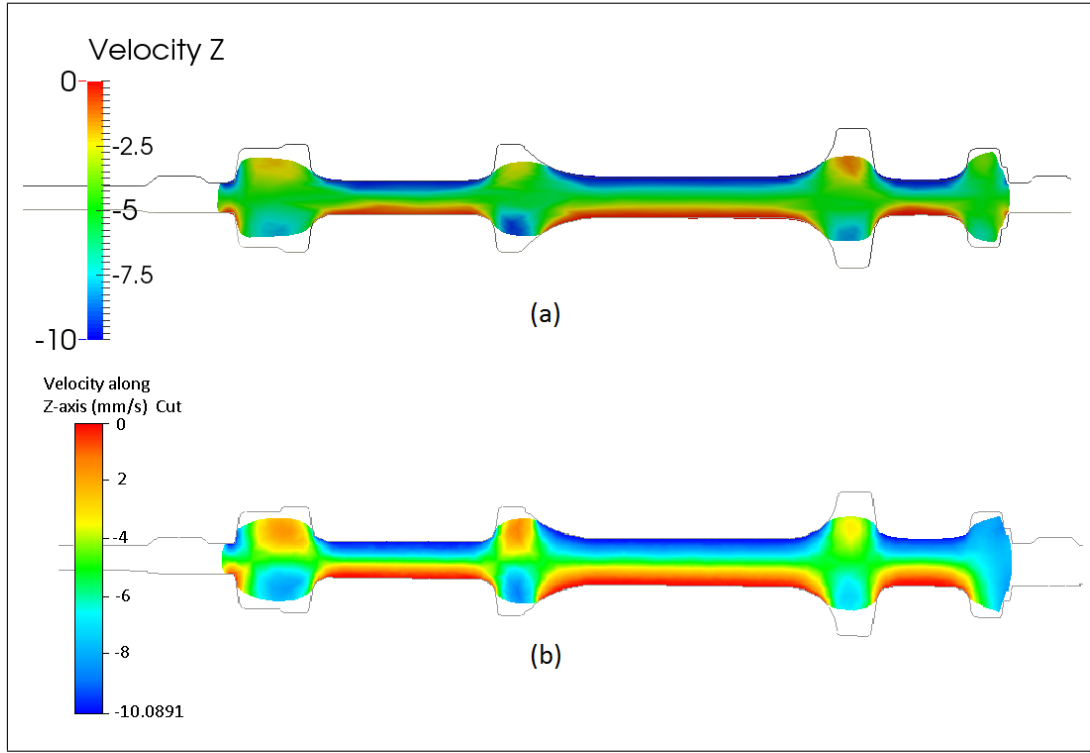 Velocity Z
0
-2.5
-5
-7.5
-10
(a)
Velocity along
Z-axis (mm/s) Cut
0
2
-4
-6
-8
-10.0891
(b)